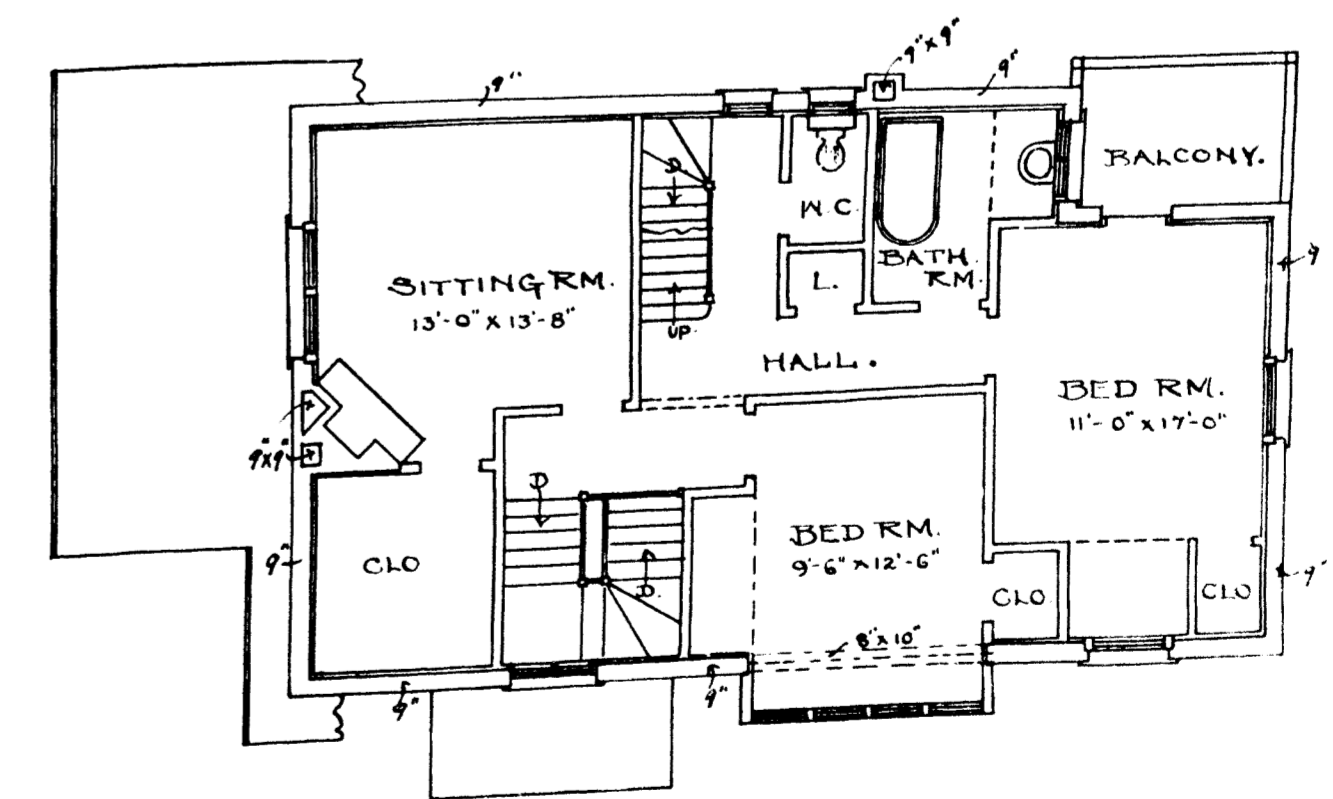 9"
9"x9"
9"
BALCONY.
D
W.C.
BATH.
RM.
L.
9
SITTING RM.
13'-0" x 13'-8"
UP.
HALL.
BED RM.
11'-0" x 17'-0"
9"x9"
D
BED RM.
9'-6" x 12'-6"
CLO
9"
D.
CLO
CLO
9"
8"x10"
9"
9"